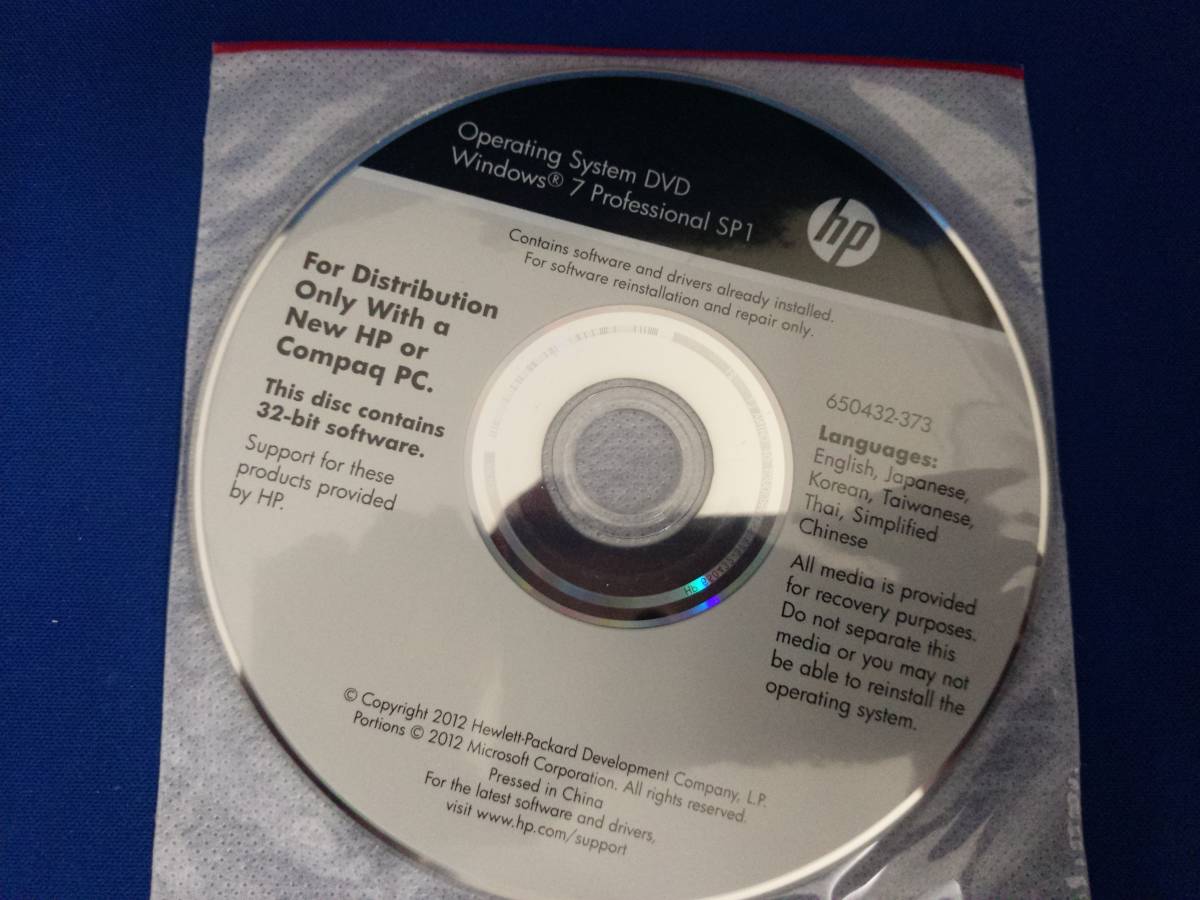 Operating System DVD
Windows® 7 Professional SP1
hp
Contains software and drivers already installed.
For software reinstallation and repair only.
For Distribution
Only With a
New HP or
Compaq PC.
This disc contains
32-bit software.
Support for these
products provided
by HP.
650432-373
Languages:
English, Japanese,
Korean, Taiwanese,
Thai, Simplified
Chinese
All media is provided
for recovery purposes.
Do not separate this
media or you may not
be able to reinstall the
operating system.
© Copyright 2012 Hewlett-Packard Development Company, L.P.
Portions © 2012 Microsoft Corporation. All rights reserved.
Pressed in China
For the latest software and drivers,
visit www.hp.com/support